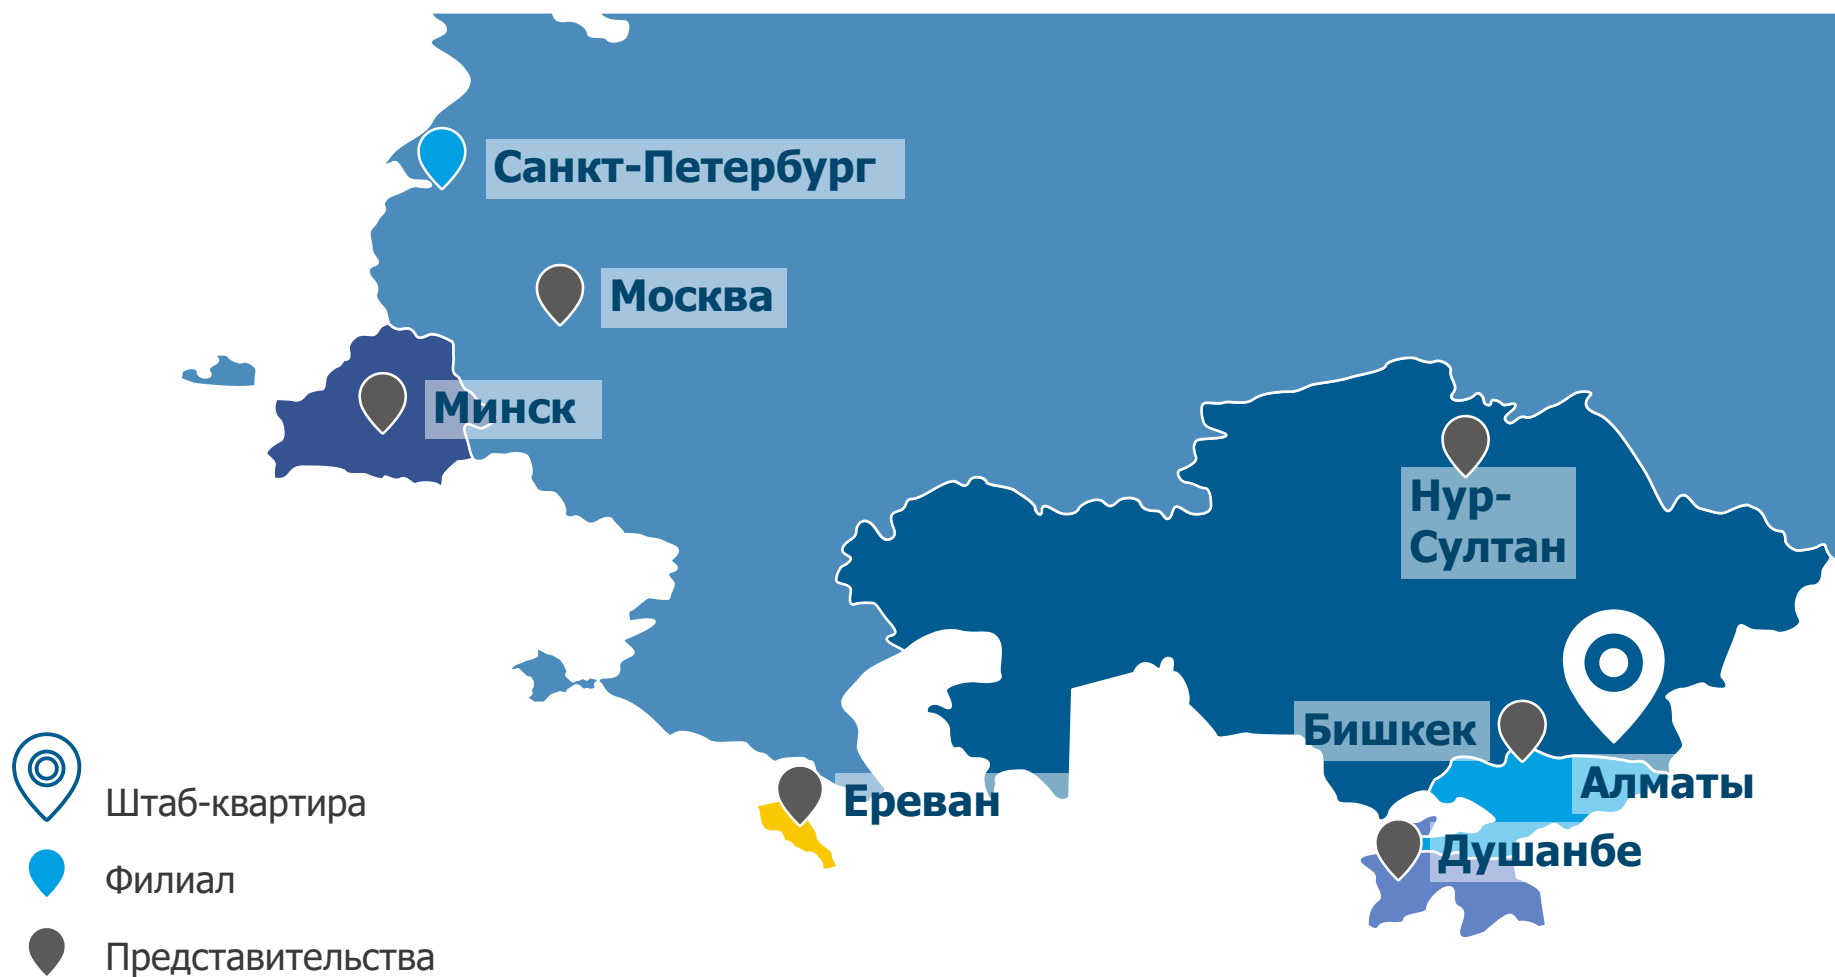 Санкт-Петербург
Москва
Минск
Нур-
Султан
Бишкек
Алматы
Ереван
Душанбе
Штаб-квартира
Филиал
Представительства